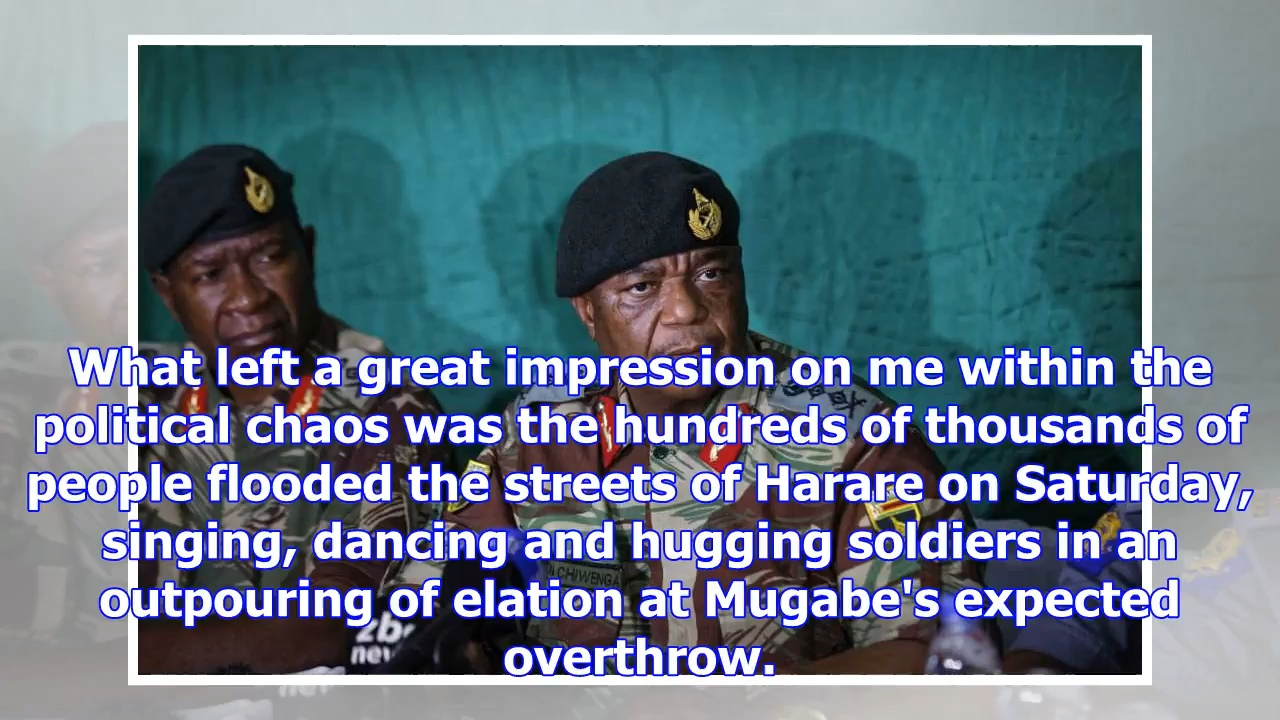 What left a great impression on me within the
political chaos was the hundreds of thousands of
people flooded the streets of Harare on Saturday,
singing, dancing and hugging soldiers in an
outpouring of elation at Mugabe's expected
overthrow.
CHIWENGA